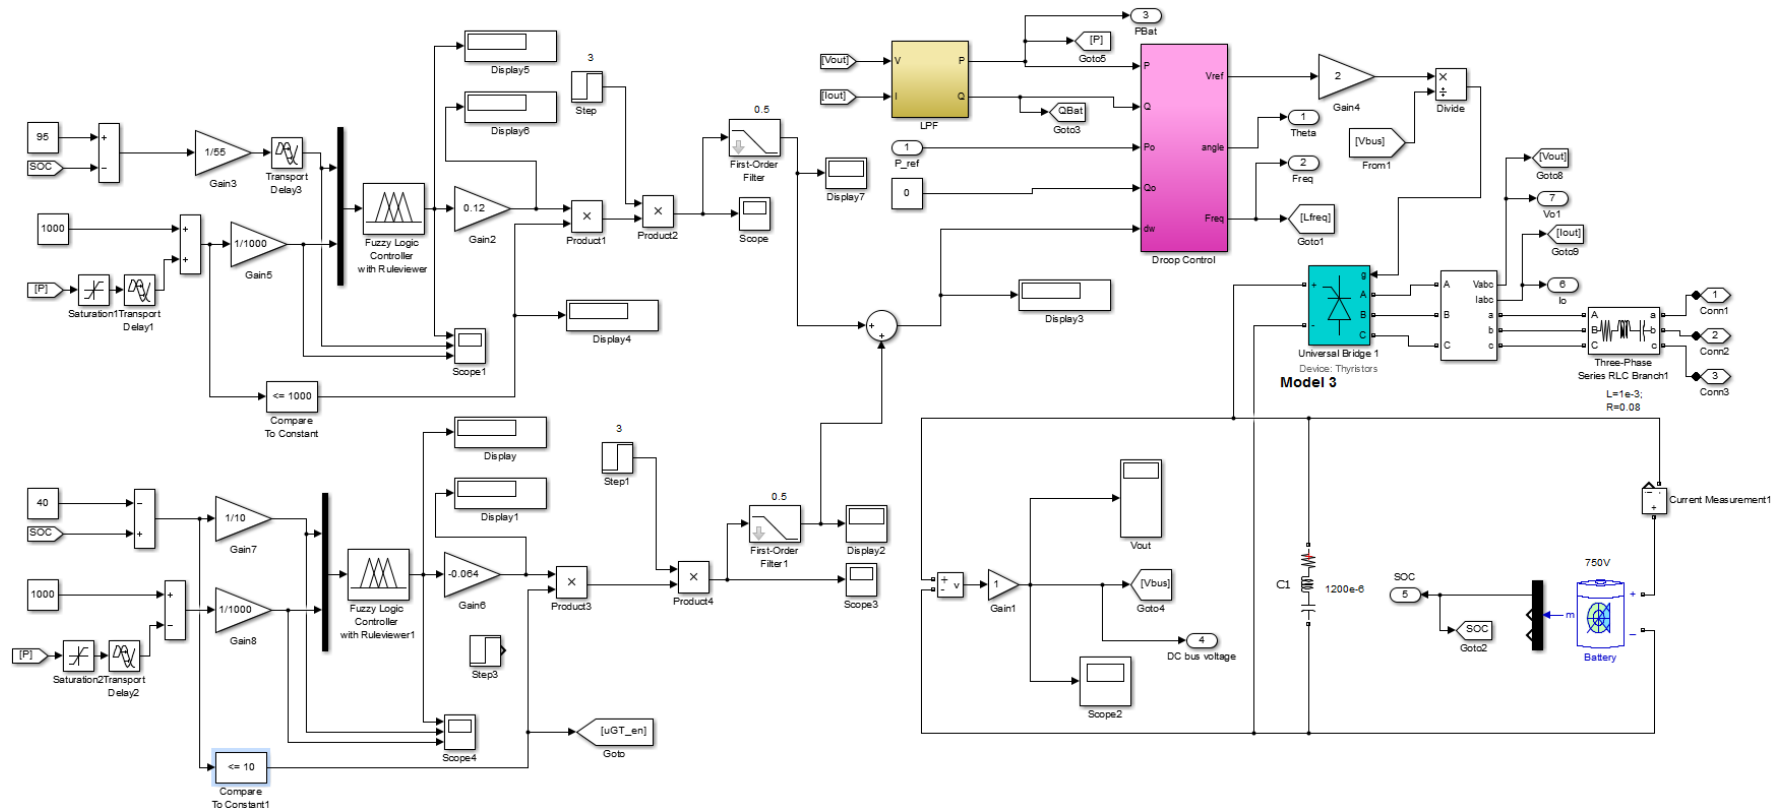 3
PBat
[P]
Goto5
[Vout]
[Iout]
V
I
P
Q
LPF
QBat
Goto3
1
P_ref
0
P
Q
Po
Qo
dw
Vref
angle
Freq
Droop Control
2
Gain4
×
÷
Divide
[Vbus]
From1
1
Theta
2
Freq
[Lfreq]
Goto1
Display5
Display6
3
Step
0.5
First-Order
Filter
Display7
Scope
95
SOC
+
−
1/55
Gain3
Transport
Delay3
1000
+
+
1/1000
Gain5
[P]
Saturation1
Transport
Delay1
Fuzzy Logic
Controller
with Ruleviewer
0.12
Gain2
×
Product1
×
Product2
Scope1
Display4
<= 1000
Compare
To Constant
+
+
Display3
[Vout]
Goto8
7
Vo1
[Iout]
Goto9
6
Io
g
+
-
A
B
C
Universal Bridge 1
Device: Thyristors
Model 3
A
B
C
Vabc
Iabc
a
b
c
A
B
C
a
b
c
Three-Phase
Series RLC Branch1
L=1e-3;
R=0.08
1
Conn1
2
Conn2
3
Conn3
40
SOC
−
+
1/10
Gain7
1000
+
−
1/1000
Gain8
[P]
Saturation2
Transport
Delay2
Fuzzy Logic
Controller
with Ruleviewer1
Display
Display1
-0.064
Gain6
3
Step1
×
Product3
×
Product4
0.5
First-Order
Filter1
Display2
Scope3
Step3
Scope4
[uGT_en]
Goto
<= 10
Compare
To Constant1
+
-
v
1
Gain1
Vout
[Vbus]
Goto4
4
DC bus voltage
Scope2
C1
1200e-6
Current Measurement1
-
i
+
SOC
5
SOC
Goto2
m
750V
+
−
Battery